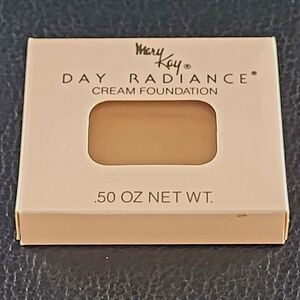 Mary
Kay®
DAY RADIANCE®
CREAM FOUNDATION
.50 OZ NET WT.